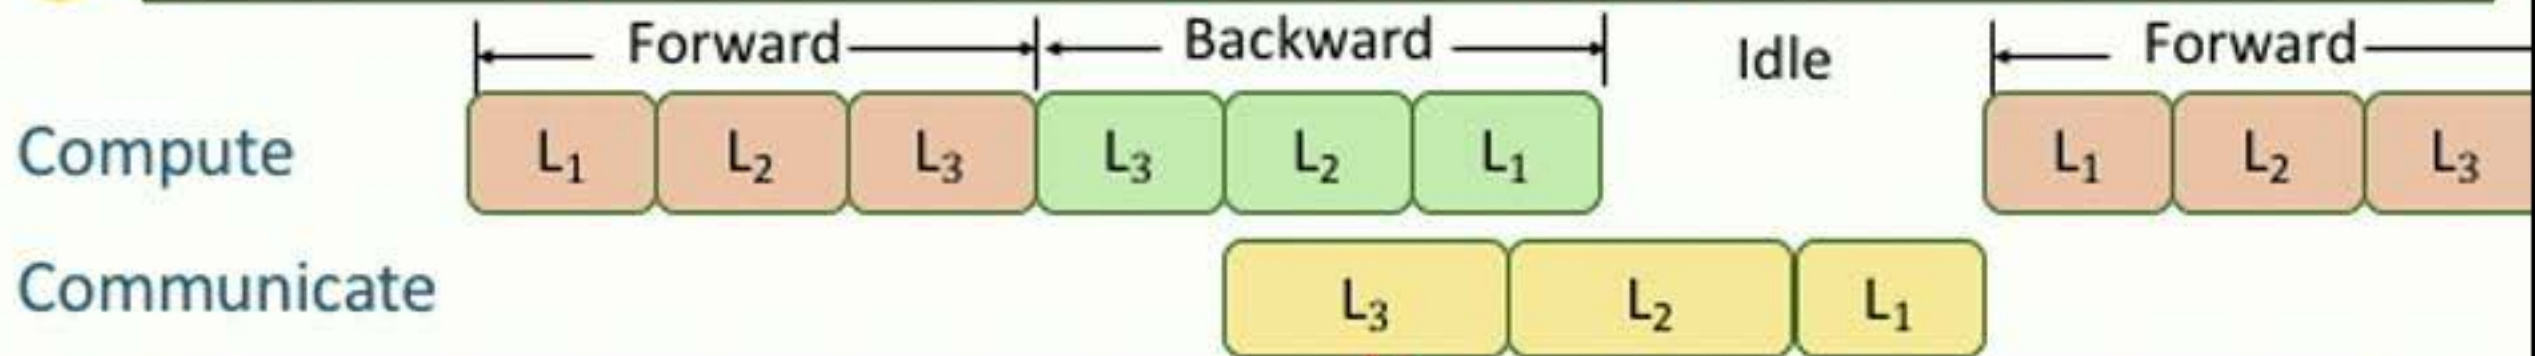 Forward Backward Idle Forward
Compute L₁ L₂ L₃ L₃ L₂ L₁ L₁ L₂ L₃
Communicate L₃ L₂ L₁